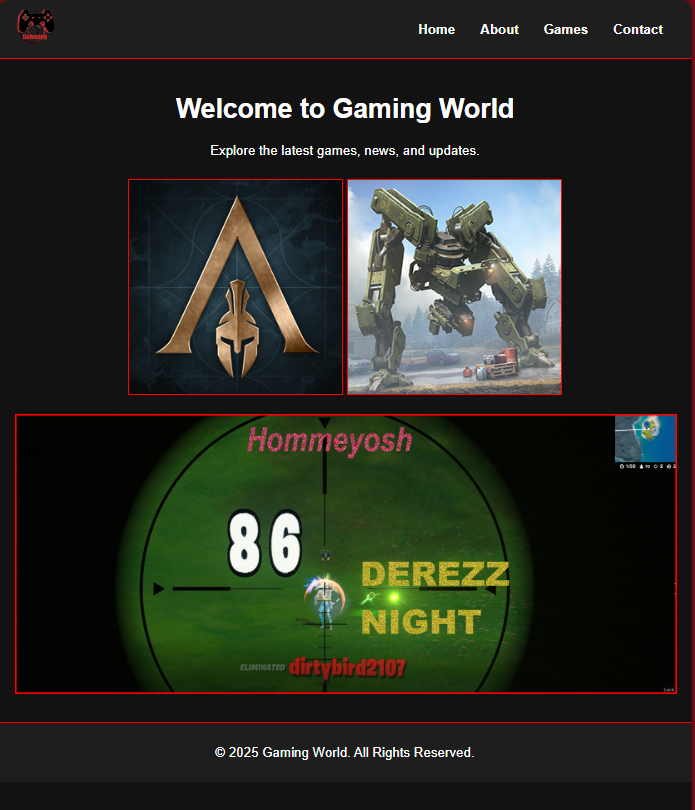 Home About Games Contact
Welcome to Gaming World
Explore the latest games, news, and updates.
Hommeyosh
86
DEREZZ
NIGHT
ELIMINATED dirtybird2107
© 2025 Gaming World. All Rights Reserved.